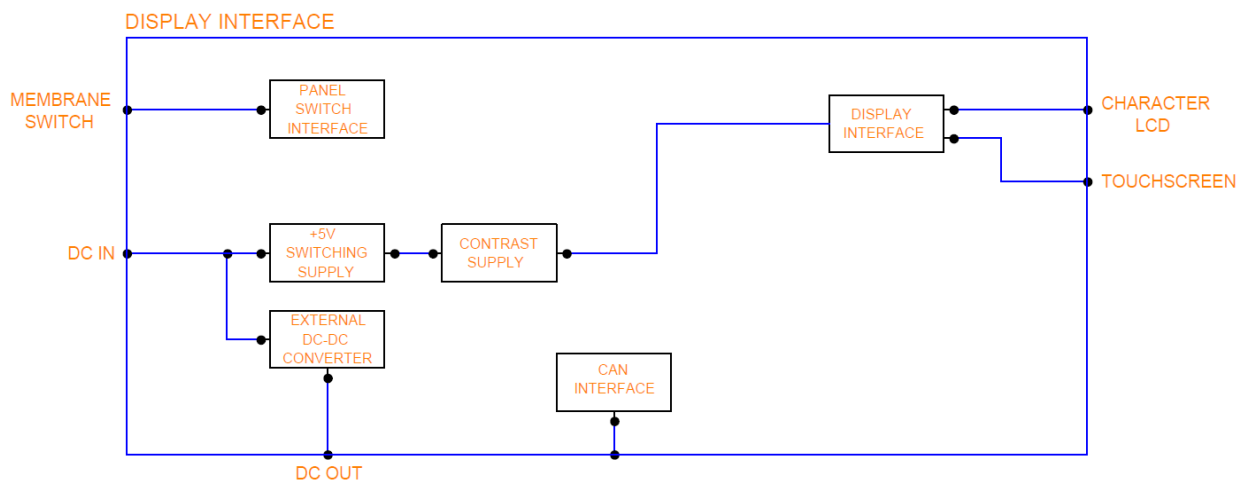 DISPLAY INTERFACE
MEMBRANE
SWITCH
PANEL
SWITCH
INTERFACE
DISPLAY
INTERFACE
CHARACTER
LCD
TOUCHSCREEN
DC IN
+5V
SWITCHING
SUPPLY
CONTRAST
SUPPLY
EXTERNAL
DC-DC
CONVERTER
CAN
INTERFACE
DC OUT